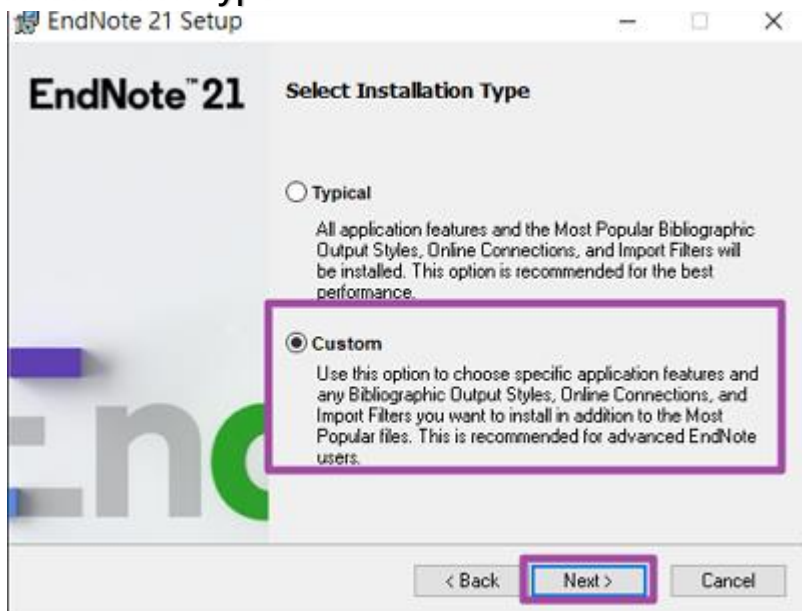 EndNote 21 Setup
EndNote™21
Select Installation Type
Typical
All application features and the Most Popular Bibliographic
Output Styles, Online Connections, and Import Filters will
be installed. This option is recommended for the best
performance.
Custom
Use this option to choose specific application features and
any Bibliographic Output Styles, Online Connections, and
Import Filters you want to install in addition to the Most
Popular files. This is recommended for advanced EndNote
users.
< Back
Next >
Cancel